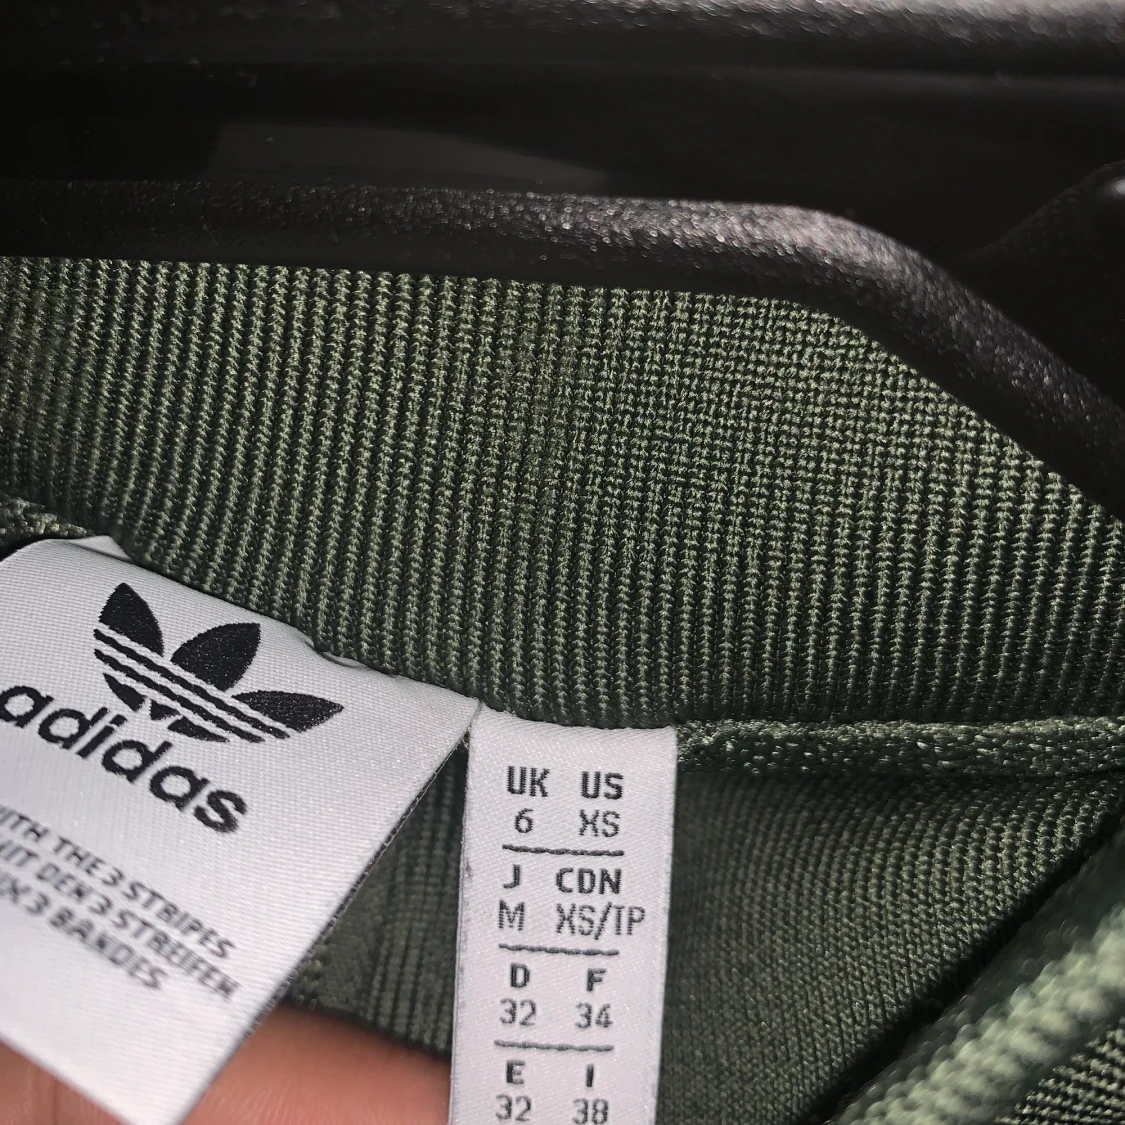 adidas
WITH THE 3 STRIPES
MIT DEN 3 STREIFEN
AUX 3 BANDES
UK US
6 XS
J CDN
M XS/TP
D F
32 34
E I
32 38